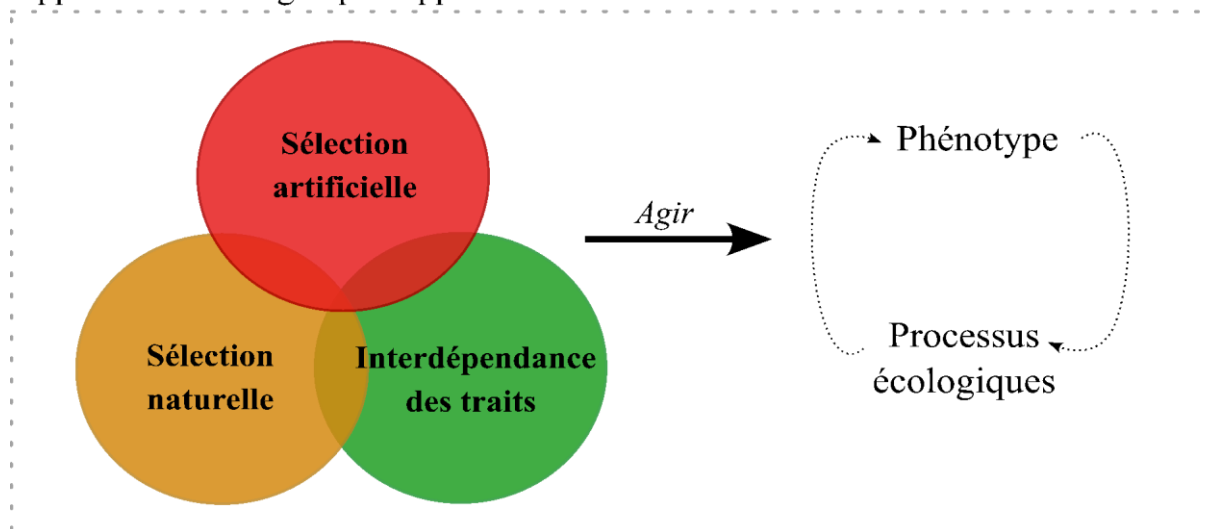 Sélection
artificielle
Sélection
naturelle
Interdépendance
des traits
Agir
Phénotype
Processus
écologiques